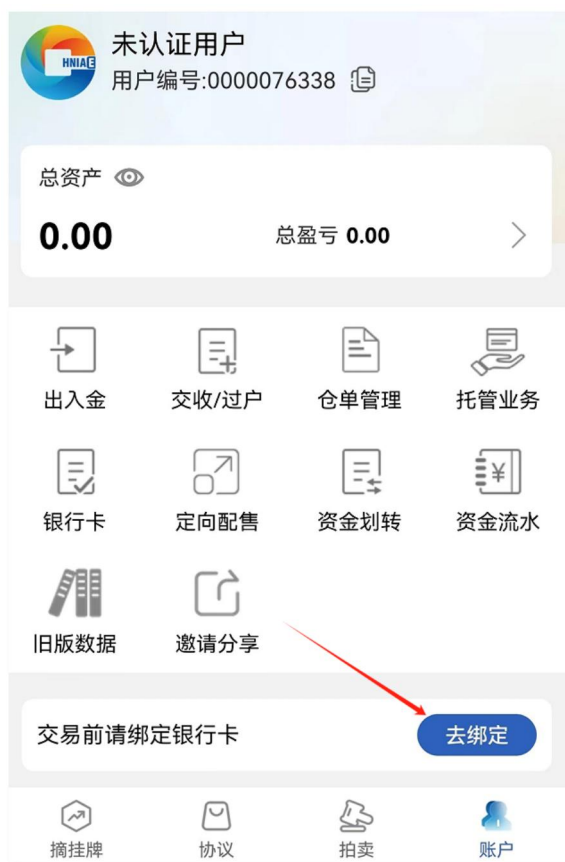 HNIAE
未认证用户
用户编号:0000076338
总资产
0.00 总盈亏 0.00
出入金 交收/过户 仓单管理 托管业务
¥
银行卡 定向配售 资金划转 资金流水
旧版数据 邀请分享
交易前请绑定银行卡 去绑定
摘挂牌 协议 拍卖 账户